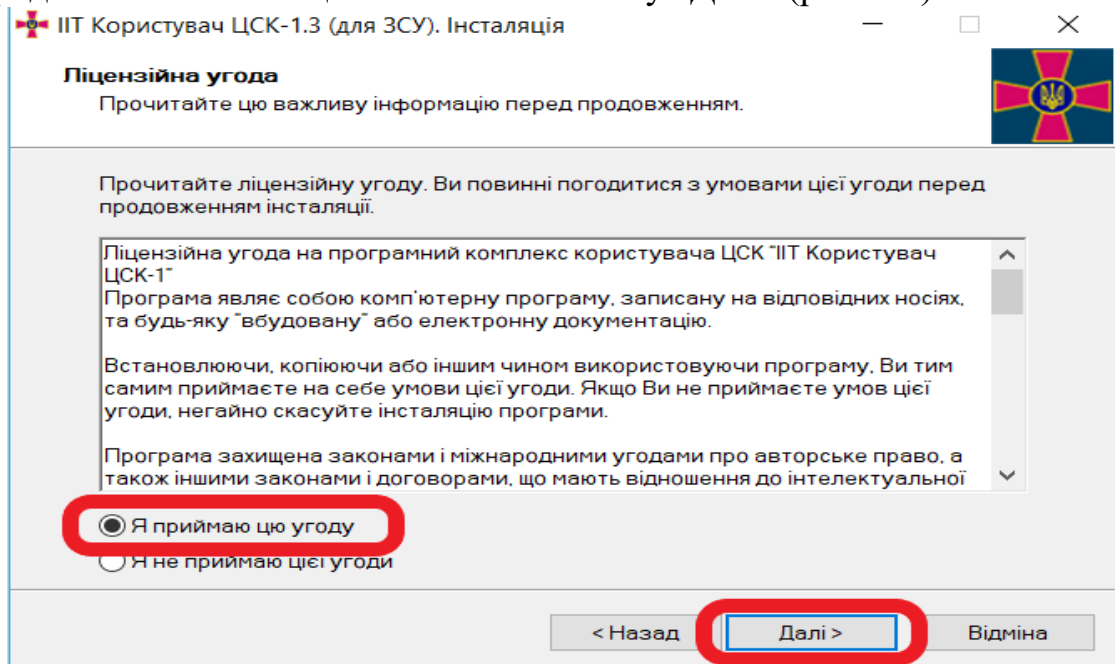 ІІТ Користувач ЦСК-1.3 (для ЗСУ). Інсталяція
Ліцензійна угода
Прочитайте цю важливу інформацію перед продовженням.
Прочитайте ліцензійну угоду. Ви повинні погодитися з умовами цієї угоди перед
продовженням інсталяції.
Ліцензійна угода на програмний комплекс користувача ЦСК "ІІТ Користувач
ЦСК-1"
Програма являє собою комп'ютерну програму, записану на відповідних носіях,
та будь-яку "вбудовану" або електронну документацію.
Встановлюючи, копіюючи або іншим чином використовуючи програму, Ви тим
самим приймаєте на себе умови цієї угоди. Якщо Ви не приймаєте умов цієї
угоди, негайно скасуйте інсталяцію програми.
Програма захищена законами і міжнародними угодами про авторське право, а
також іншими законами і договорами, що мають відношення до інтелектуальної
Я приймаю цю угоду
Я не приймаю цієї угоди
< Назад
Далі >
Відміна